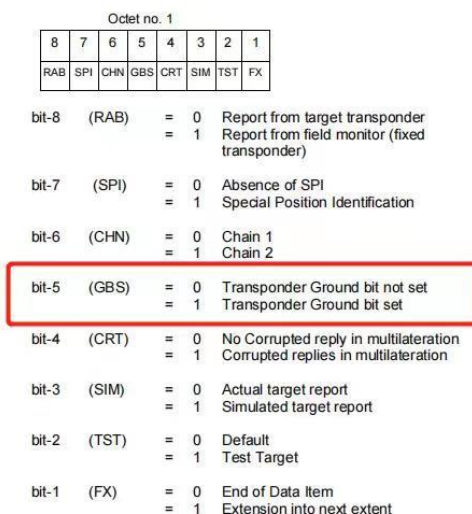 Octet no. 1
8 7 6 5 4 3 2 1
RAB SPI CHN GBS CRT SIM TST FX
bit-8 (RAB) = 0 Report from target transponder
= 1 Report from field monitor (fixed
transponder)
bit-7 (SPI) = 0 Absence of SPI
= 1 Special Position Identification
bit-6 (CHN) = 0 Chain 1
= 1 Chain 2
bit-5 (GBS) = 0 Transponder Ground bit not set
= 1 Transponder Ground bit set
bit-4 (CRT) = 0 No Corrupted reply in multilateration
= 1 Corrupted replies in multilateration
bit-3 (SIM) = 0 Actual target report
= 1 Simulated target report
bit-2 (TST) = 0 Default
= 1 Test Target
bit-1 (FX) = 0 End of Data Item
= 1 Extension into next extent